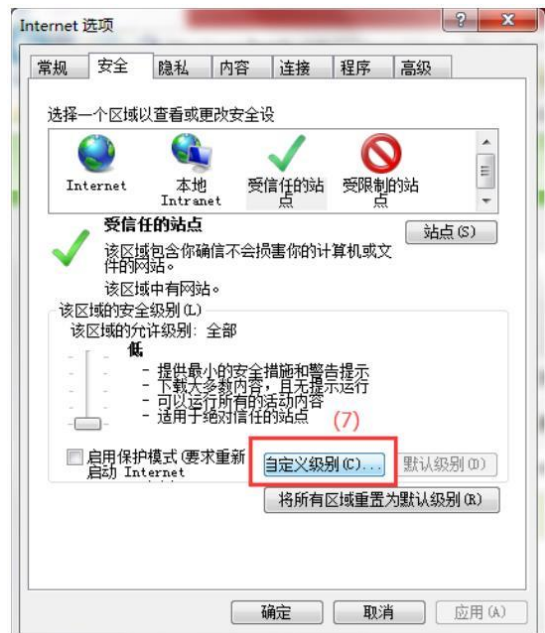 Internet 选项
常规 安全 隐私 内容 连接 程序 高级
选择一个区域以查看或更改安全设
Internet 本地 Intranet 受信任的站点 受限制的站点
受信任的站点
站点(S)
该区域包含你确信不会损害你的计算机或文
件的网站。
该区域中有网站。
该区域的安全级别(L)
该区域的允许级别: 全部
低
- 提供最小的安全措施和警告提示
- 下载大多数内容,且无提示运行
- 可以运行所有的活动内容
- 适用于绝对信任的站点
(7)
启用保护模式(要求重新
启动 Internet
自定义级别(C)... 默认级别(D)
将所有区域重置为默认级别(R)
确定 取消 应用(A)